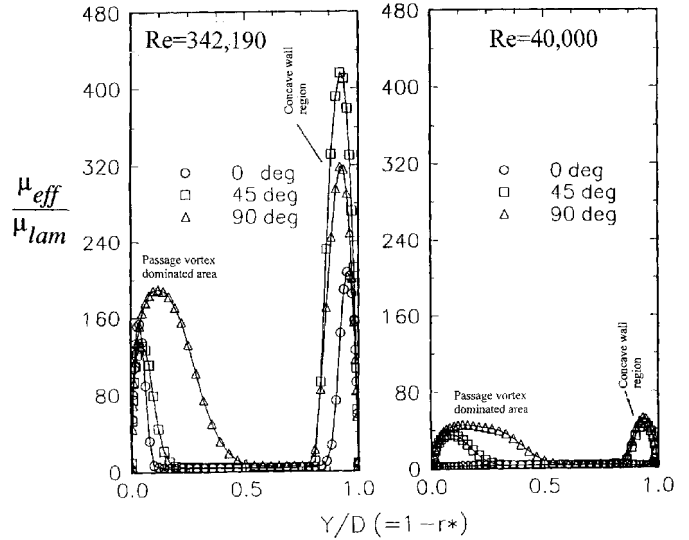 480
Re=342,190
400
320
240
160
80
0
μeff
μlam
Concave wall
region
0 deg
45 deg
90 deg
Passage vortex
dominated area
0.0
0.5
1.0
480
Re=40,000
400
320
240
160
80
0
0 deg
45 deg
90 deg
Passage vortex
dominated area
Concave wall
region
0.0
0.5
1.0
Y/D (=1-r*)